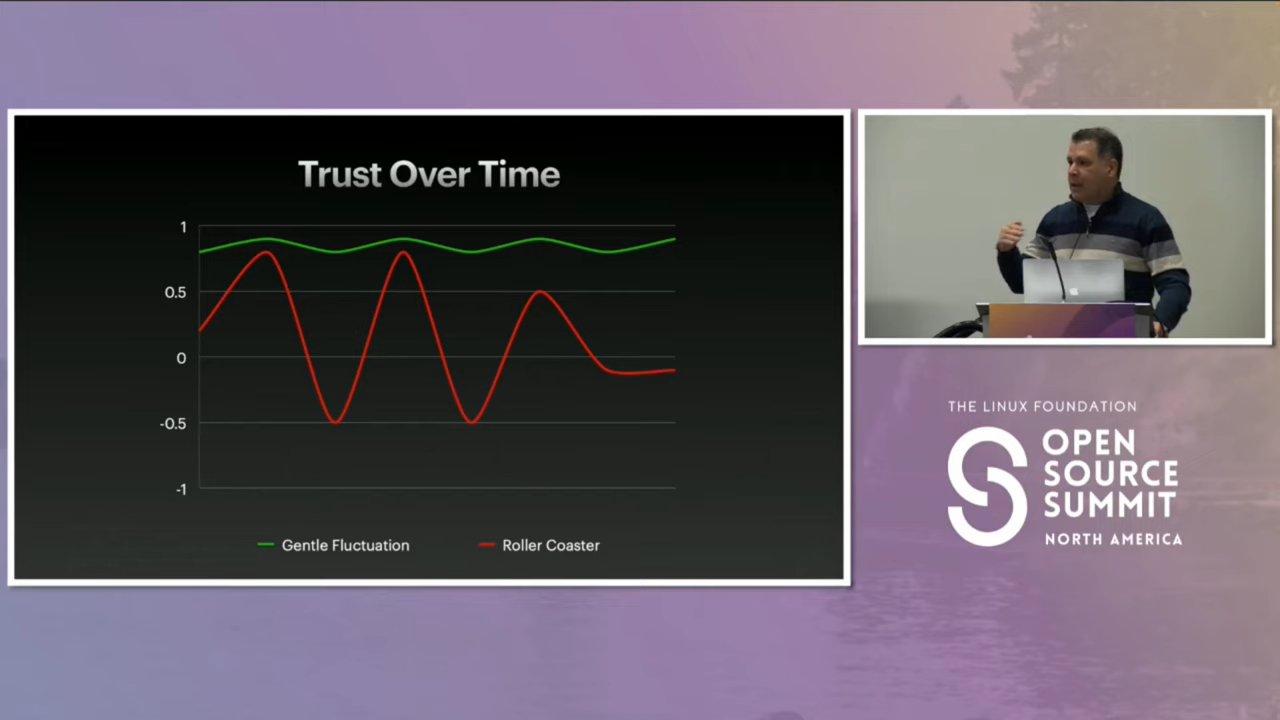 Trust Over Time
1
0.5
0
-0.5
-1
Gentle Fluctuation
Roller Coaster
THE LINUX FOUNDATION
OPEN
SOURCE
SUMMIT
NORTH AMERICA